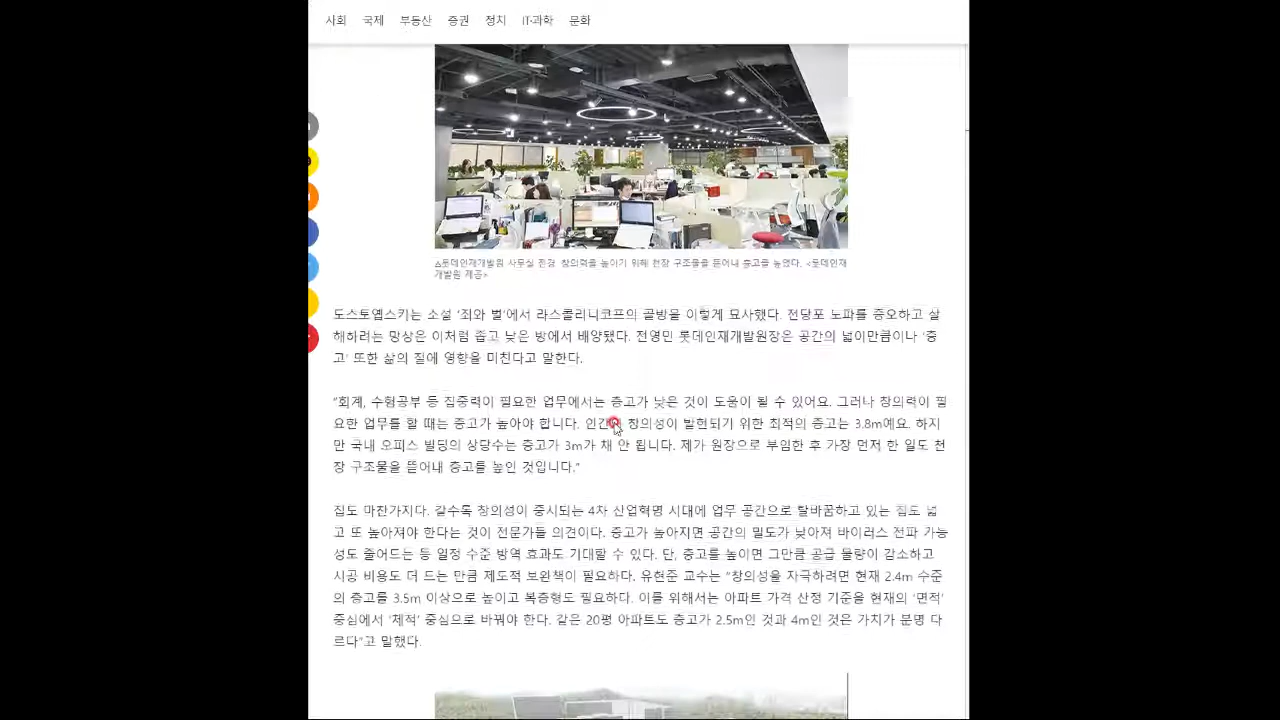 사회 국제 부동산 증권 정치 IT·과학 문화
△롯데인재개발원 사무실 전경. 창의력을 높이기 위해 천장 구조물을 뜯어내 층고를 높였다. <롯데인재
개발원 제공>
도스토옙스키는 소설 '죄와 벌'에서 라스콜리니코프의 골방을 이렇게 묘사했다. 전당포 노파를 증오하고 살
해하려는 망상은 이처럼 좁고 낮은 방에서 배양됐다. 전영민 롯데인재개발원장은 공간의 넓이만큼이나 '층
고' 또한 삶의 질에 영향을 미친다고 말한다.
"회계, 수험공부 등 집중력이 필요한 업무에서는 층고가 낮은 것이 도움이 될 수 있어요. 그러나 창의력이 필
요한 업무를 할 때는 층고가 높아야 합니다. 인간의 창의성이 발현되기 위한 최적의 층고는 3.8m예요. 하지
만 국내 오피스 빌딩의 상당수는 층고가 3m가 채 안 됩니다. 제가 원장으로 부임한 후 가장 먼저 한 일도 천
장 구조물을 뜯어내 층고를 높인 것입니다."
집도 마찬가지다. 갈수록 창의성이 중시되는 4차 산업혁명 시대에 업무 공간으로 탈바꿈하고 있는 집도 넓
고 또 높아져야 한다는 것이 전문가들 의견이다. 층고가 높아지면 공간의 밀도가 낮아져 바이러스 전파 가능
성도 줄어드는 등 일정 수준 방역 효과도 기대할 수 있다. 단, 층고를 높이면 그만큼 공급 물량이 감소하고
시공 비용도 더 드는 만큼 제도적 보완책이 필요하다. 유현준 교수는 "창의성을 자극하려면 현재 2.4m 수준
의 층고를 3.5m 이상으로 높이고 복층형도 필요하다. 이를 위해서는 아파트 가격 산정 기준을 현재의 '면적'
중심에서 '체적' 중심으로 바꿔야 한다. 같은 20평 아파트도 층고가 2.5m인 것과 4m인 것은 가치가 분명 다
르다"고 말했다.